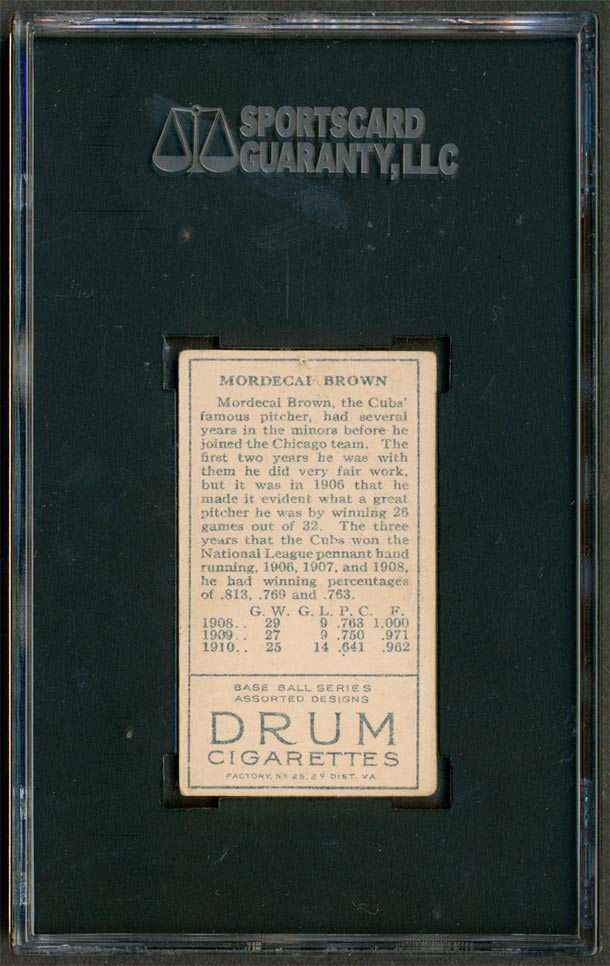 SPORTSCARD
GUARANTY, LLC
MORDECAI BROWN
Mordecai Brown, the Cubs'
famous pitcher, had several
years in the minors before he
joined the Chicago team. The
first two years he was with
them he did very fair work,
but it was in 1906 that he
made it evident what a great
pitcher he was by winning 26
games out of 32. The three
years that the Cubs won the
National League pennant hand
running, 1906, 1907, and 1908,
he had winning percentages
of .813, .769 and .763.
G. W. G. L. P. C. F.
1908.. 29 9 .763 1.000
1909.. 27 9 .750 .971
1910.. 25 14 .641 .962
BASE BALL SERIES
ASSORTED DESIGNS
DRUM
CIGARETTES
FACTORY, No 25, 2d DIST. VA